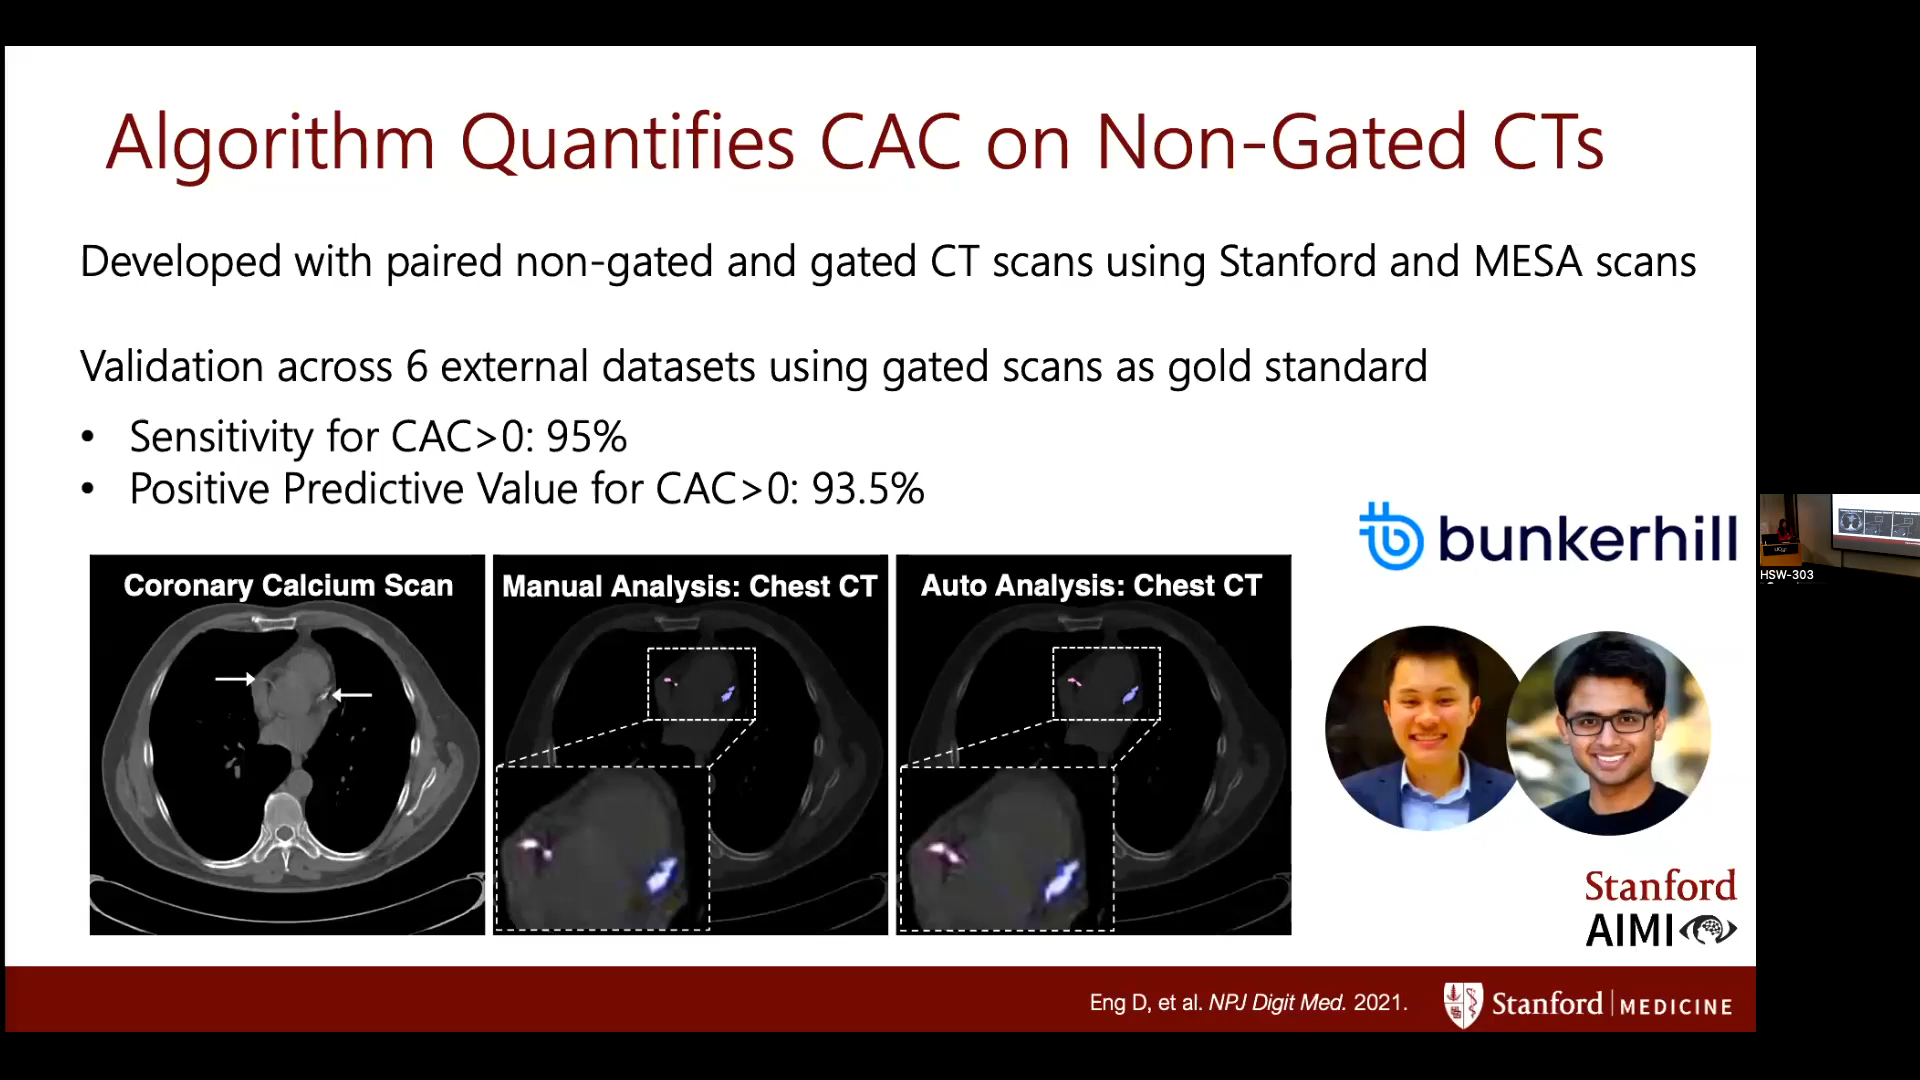 Algorithm Quantifies CAC on Non-Gated CTs
Developed with paired non-gated and gated CT scans using Stanford and MESA scans
Validation across 6 external datasets using gated scans as gold standard
• Sensitivity for CAC>0: 95%
• Positive Predictive Value for CAC>0: 93.5%
bunkerhill
HSW-303
Coronary Calcium Scan
Manual Analysis: Chest CT
Auto Analysis: Chest CT
Stanford
AIMI
Eng D, et al. NPJ Digit Med. 2021.
Stanford MEDICINE